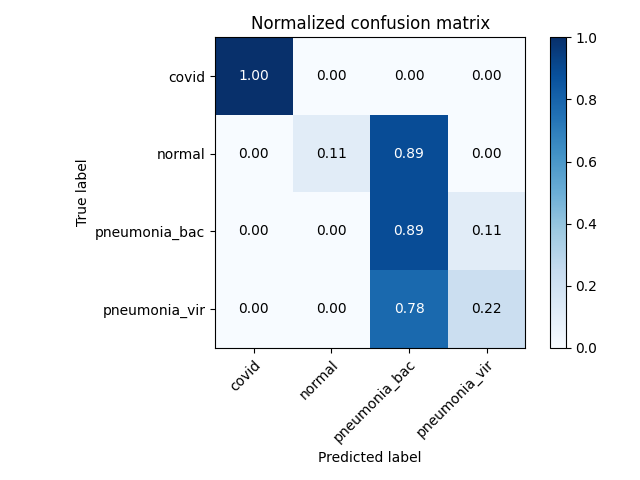 Normalized confusion matrix
True label
covid 1.00 0.00 0.00 0.00
normal 0.00 0.11 0.89 0.00
pneumonia_bac 0.00 0.00 0.89 0.11
pneumonia_vir 0.00 0.00 0.78 0.22
covid normal pneumonia_bac pneumonia_vir
Predicted label
1.0
0.8
0.6
0.4
0.2
0.0